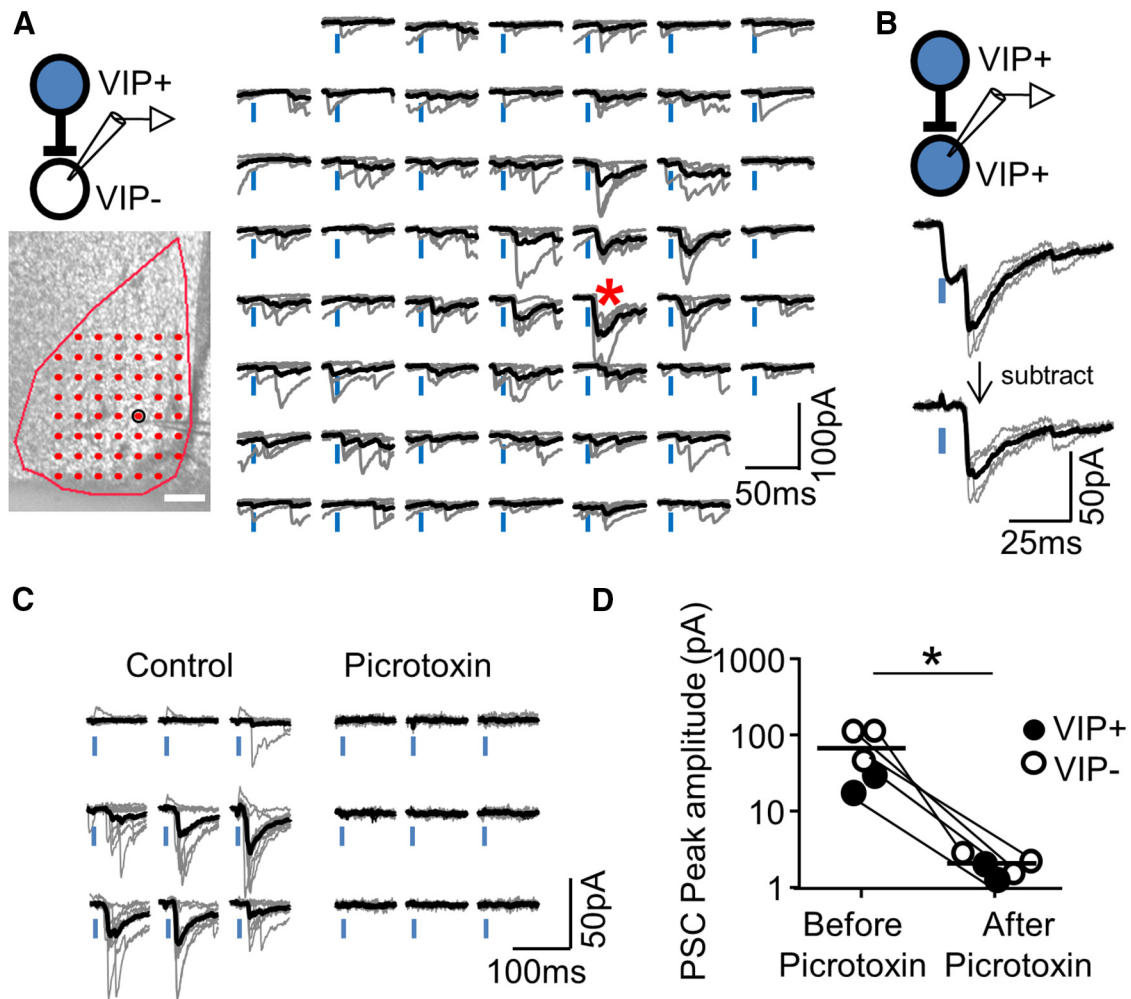 A
VIP+
VIP-
*
100pA
50ms
B
VIP+
VIP+
subtract
50pA
25ms
C
Control
Picrotoxin
50pA
100ms
D
PSC Peak amplitude (pA)
1000
100
10
1
*
VIP+
VIP-
Before
Picrotoxin
After
Picrotoxin